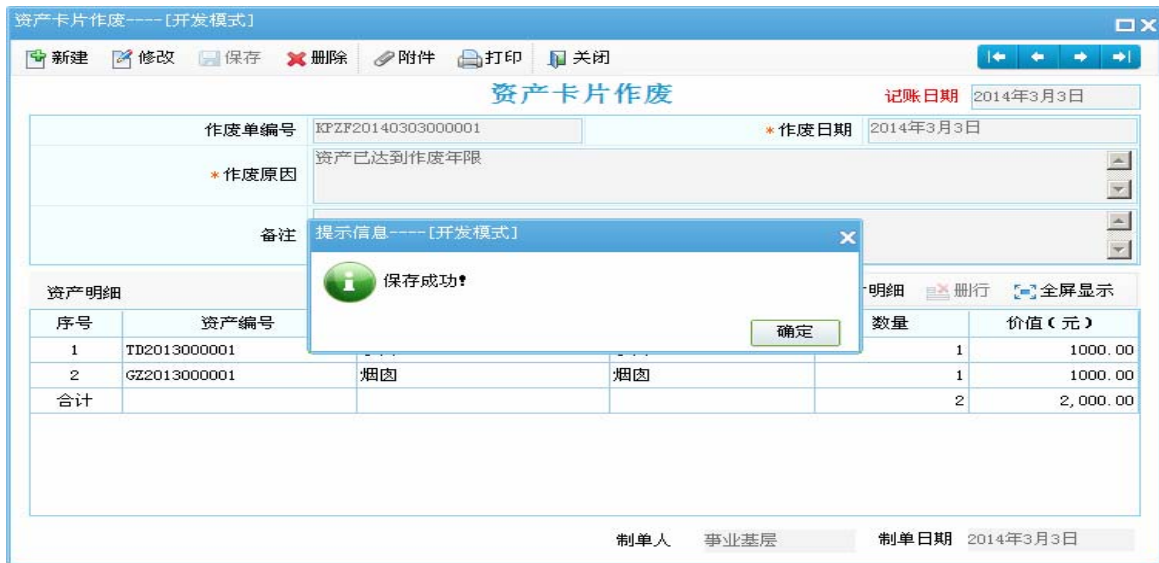 资产卡片作废----[开发模式]
新建 修改 保存 删除 附件 打印 关闭
资产卡片作废 记账日期 2014年3月3日
作废单编号 KPZF20140303000001 *作废日期 2014年3月3日
*作废原因 资产已达到作废年限
备注
提示信息----[开发模式]
保存成功!
确定
资产明细 明细 删行 全屏显示
序号 资产编号 数量 价值(元)
1 TD2013000001 1 1000.00
2 GZ2013000001 烟囱 烟囱 1 1000.00
合计 2 2,000.00
制单人 事业基层 制单日期 2014年3月3日